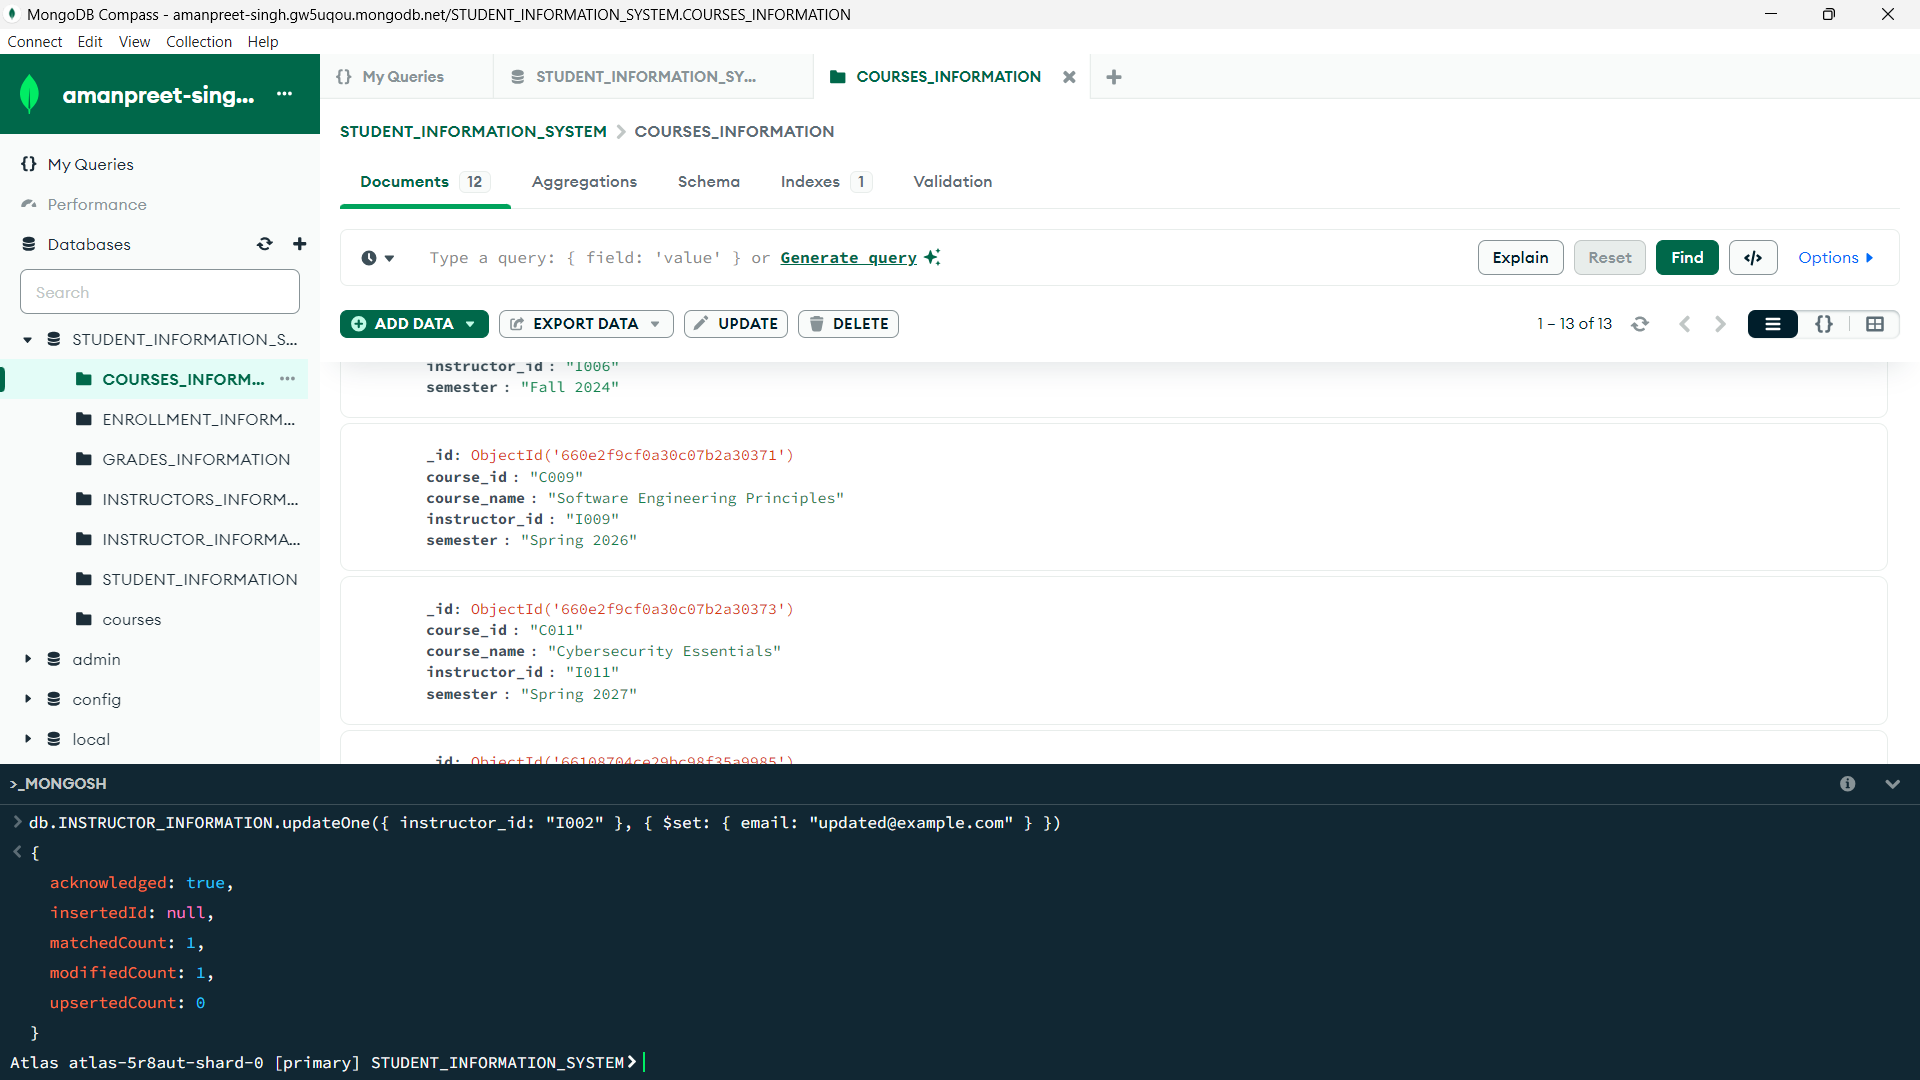 MongoDB Compass - amanpreet-singh.gw5uqou.mongodb.net/STUDENT_INFORMATION_SYSTEM.COURSES_INFORMATION
Connect Edit View Collection Help
amanpreet-sing...
My Queries
Performance
Databases
Search
STUDENT_INFORMATION_S...
COURSES_INFORM...
ENROLLMENT_INFORM...
GRADES_INFORMATION
INSTRUCTORS_INFORM...
INSTRUCTOR_INFORMA...
STUDENT_INFORMATION
courses
admin
config
local
{} My Queries STUDENT_INFORMATION_SY... COURSES_INFORMATION
STUDENT_INFORMATION_SYSTEM > COURSES_INFORMATION
Documents 12 Aggregations Schema Indexes 1 Validation
Type a query: { field: 'value' } or Generate query
Explain Reset Find </> Options
ADD DATA EXPORT DATA UPDATE DELETE
1 – 13 of 13
{}
instructor_id : "I006"
semester : "Fall 2024"
_id: ObjectId('660e2f9cf0a30c07b2a30371')
course_id : "C009"
course_name : "Software Engineering Principles"
instructor_id : "I009"
semester : "Spring 2026"
_id: ObjectId('660e2f9cf0a30c07b2a30373')
course_id : "C011"
course_name : "Cybersecurity Essentials"
instructor_id : "I011"
semester : "Spring 2027"
_id: ObjectId('66108704ce29bc98f35a9985')
>_MONGOSH
> db.INSTRUCTOR_INFORMATION.updateOne({ instructor_id: "I002" }, { $set: { email: "updated@example.com" } })
< {
acknowledged: true,
insertedId: null,
matchedCount: 1,
modifiedCount: 1,
upsertedCount: 0
}
Atlas atlas-5r8aut-shard-0 [primary] STUDENT_INFORMATION_SYSTEM>